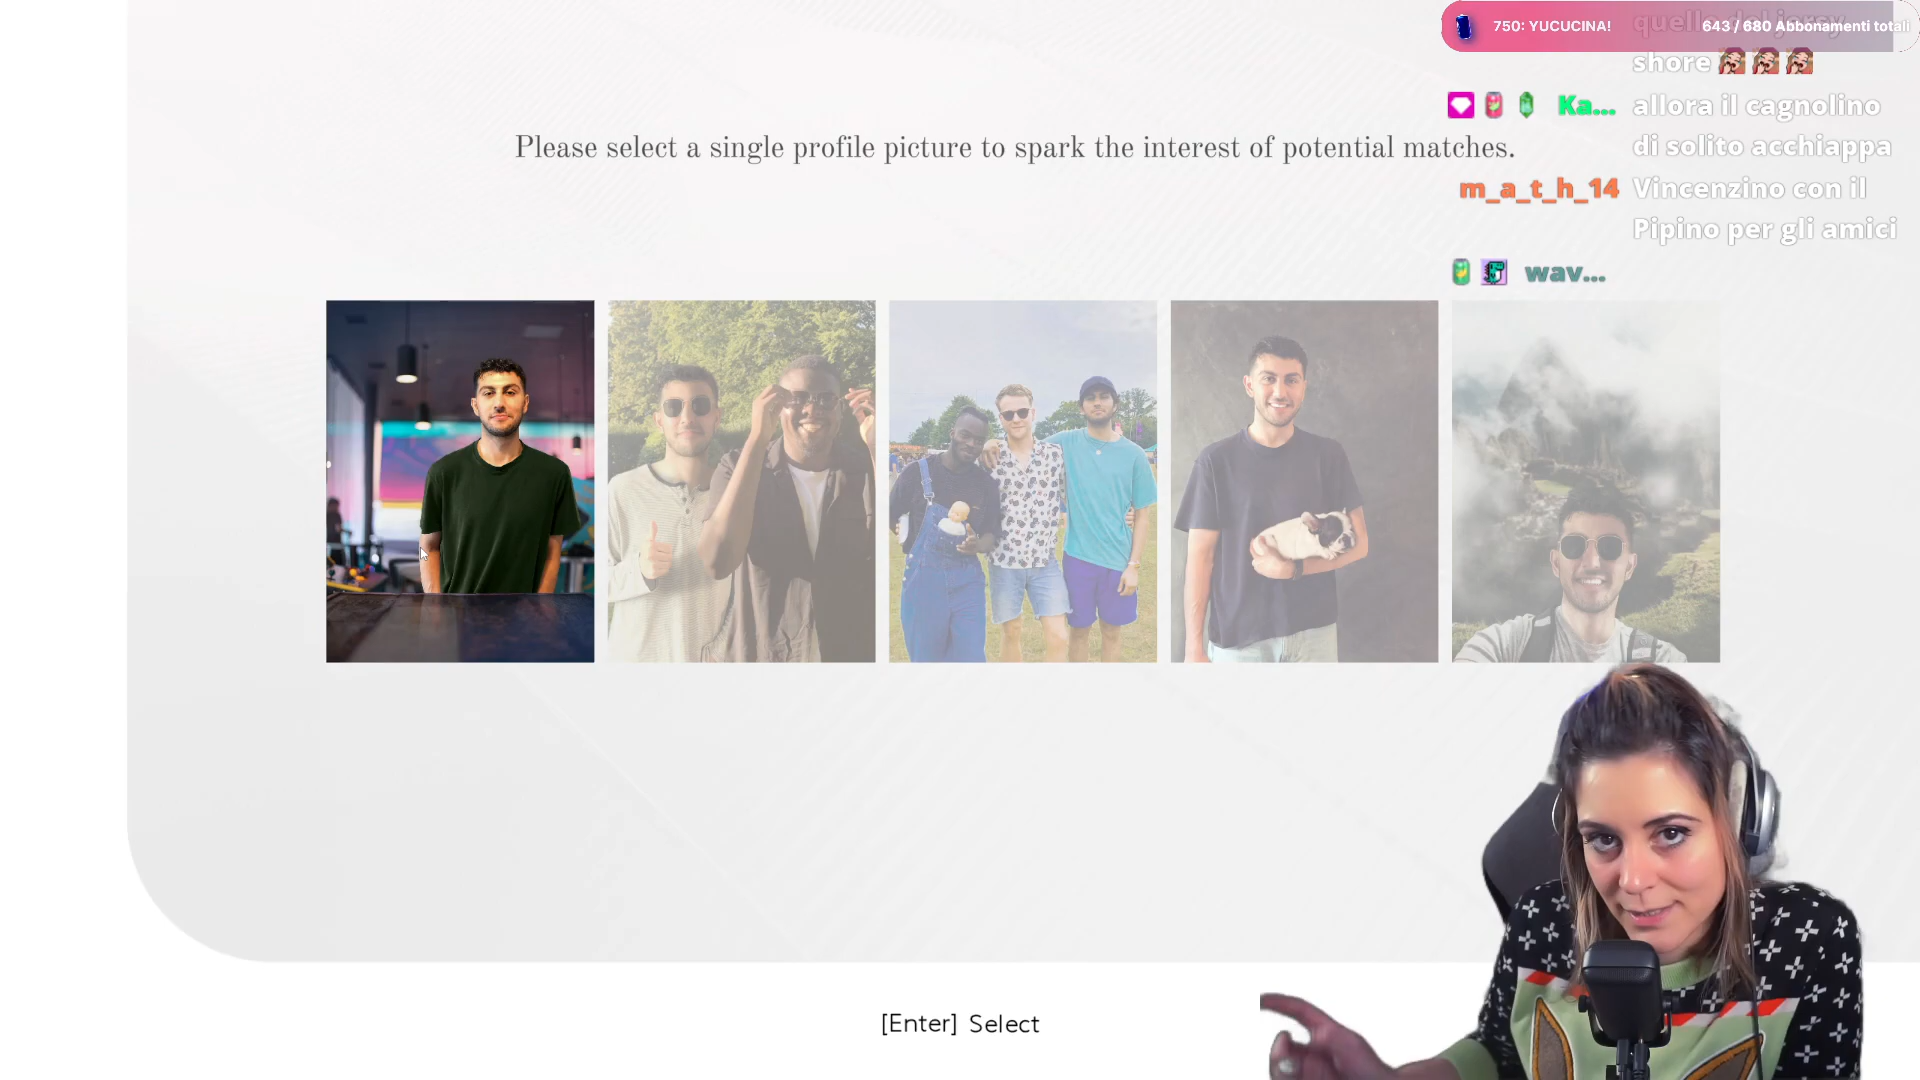 750: YUCUCINA!
643 / 680 Abbonamenti totali
shore
Ka... allora il cagnolino
di solito acchiappa
m_a_t_h_14 Vincenzino con il
Pipino per gli amici
wav...
Please select a single profile picture to spark the interest of potential matches.
[Enter] Select